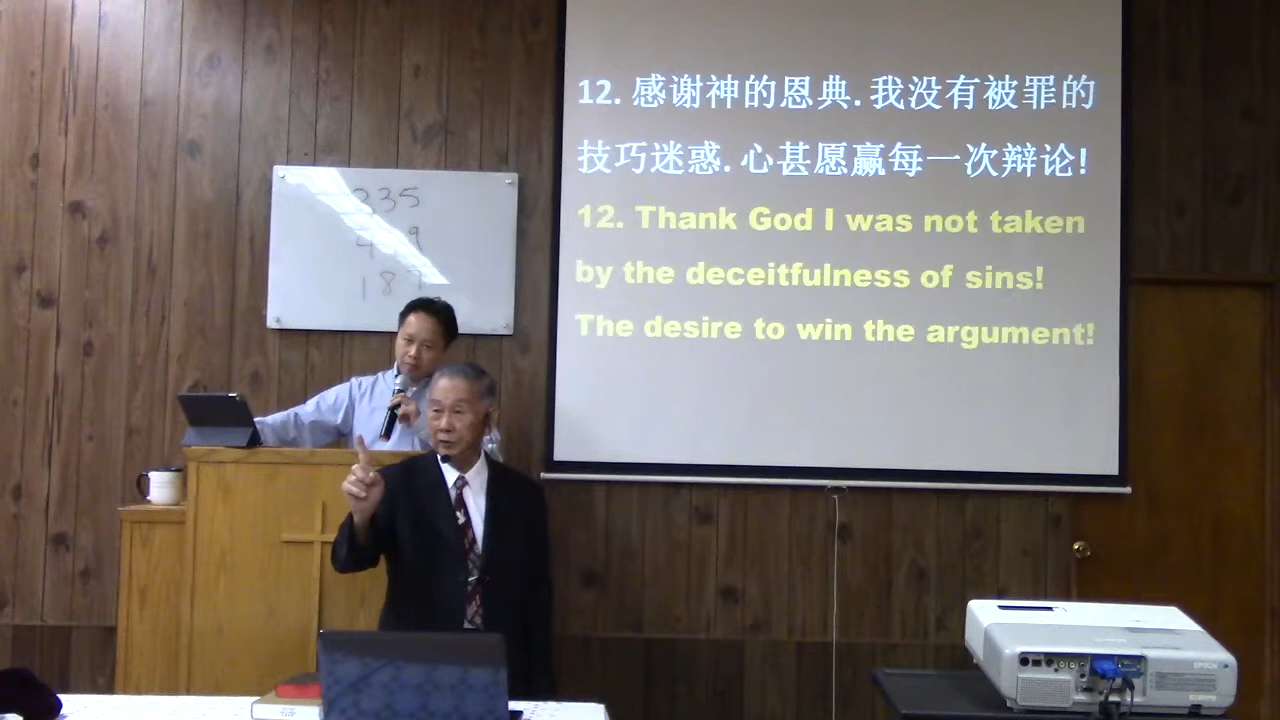 12. 感谢神的恩典. 我没有被罪的
技巧迷惑. 心甚愿赢每一次辩论!
12. Thank God I was not taken
by the deceitfulness of sins!
The desire to win the argument!
335
187
EPSON